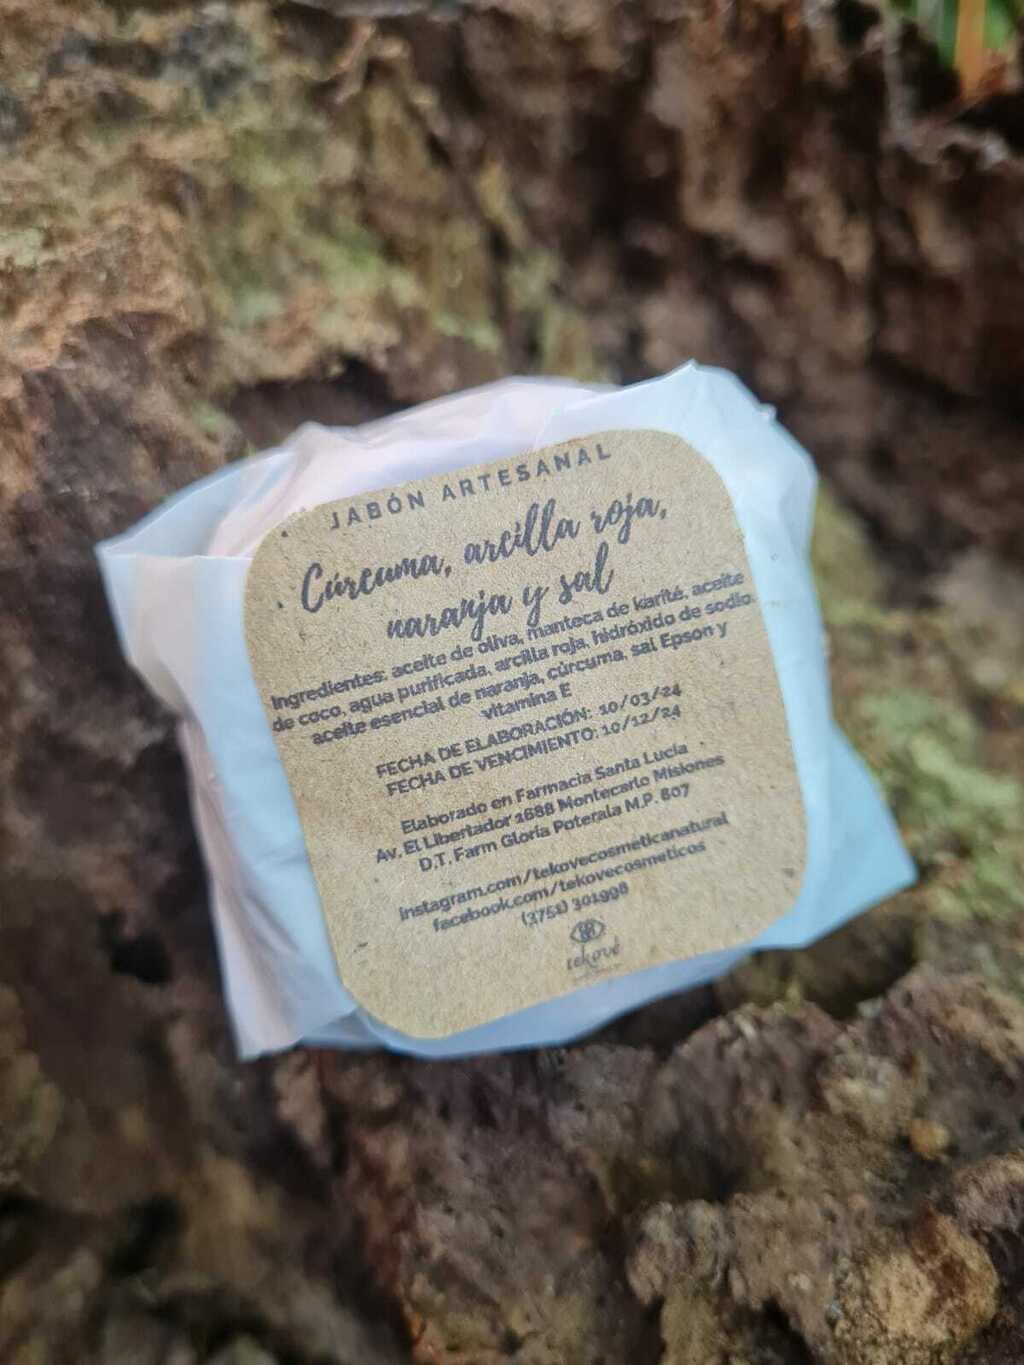 JABÓN ARTESANAL
Cúrcuma, arcilla roja,
naranja y sal
Ingredientes: aceite de oliva, manteca de karité, aceite
de coco, agua purificada, arcilla roja, hidróxido de sodio,
aceite esencial de naranja, cúrcuma, sal Epson y
vitamina E
FECHA DE ELABORACIÓN: 10/03/24
FECHA DE VENCIMIENTO: 10/12/24
Elaborado en Farmacia Santa Lucía
Av. El Libertador 1688 Montecarlo Misiones
D.T. Farm Gloria Poterala M.P. 607
instagram.com/tekovecosmeticanatural
facebook.com/tekovecosmeticos
(3751) 301998
tekové